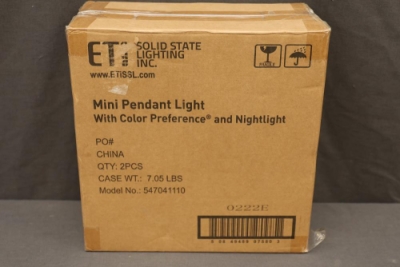 ETi SOLID STATE
LIGHTING
INC.
www.ETiSSL.com
Mini Pendant Light
With Color Preference® and Nightlight
PO#
CHINA
QTY: 2PCS
CASE WT.: 7.05 LBS
Model No.: 547041110
0222E